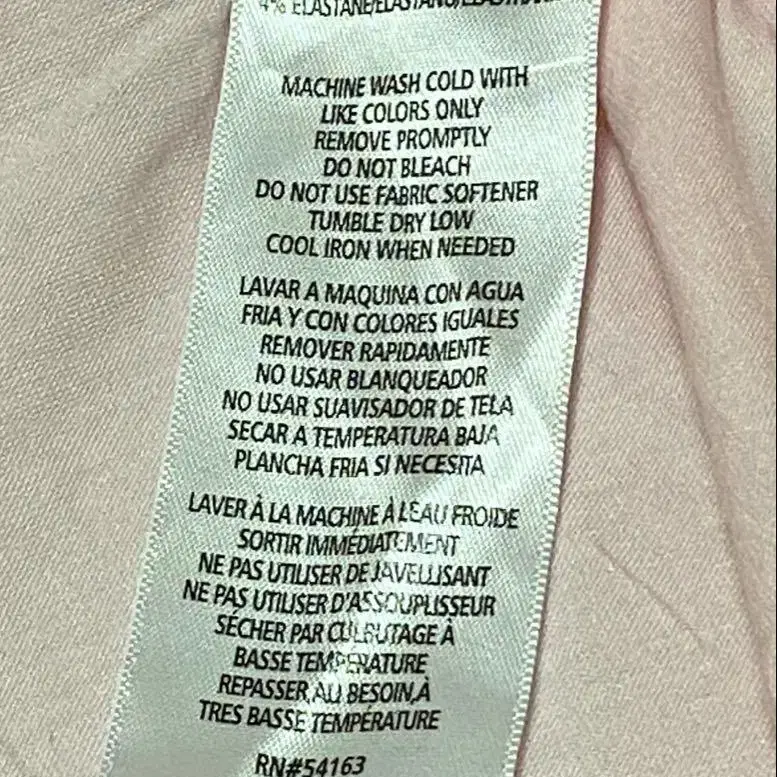 4% ELASTANE/ELASTANO/
MACHINE WASH COLD WITH
LIKE COLORS ONLY
REMOVE PROMPTLY
DO NOT BLEACH
DO NOT USE FABRIC SOFTENER
TUMBLE DRY LOW
COOL IRON WHEN NEEDED
LAVAR A MAQUINA CON AGUA
FRIA Y CON COLORES IGUALES
REMOVER RAPIDAMENTE
NO USAR BLANQUEADOR
NO USAR SUAVISADOR DE TELA
SECAR A TEMPERATURA BAJA
PLANCHA FRIA SI NECESITA
LAVER À LA MACHINE À LEAU FROIDE
SORTIR IMMÉDIATEMENT
NE PAS UTILISER DE JAVELLISANT
NE PAS UTILISER D'ASSOUPLISSEUR
SÉCHER PAR CULBUTAGE À
BASSE TEMPÉRATURE
REPASSER, AU BESOIN, À
TRES BASSE TEMPÉRATURE
RN#54163